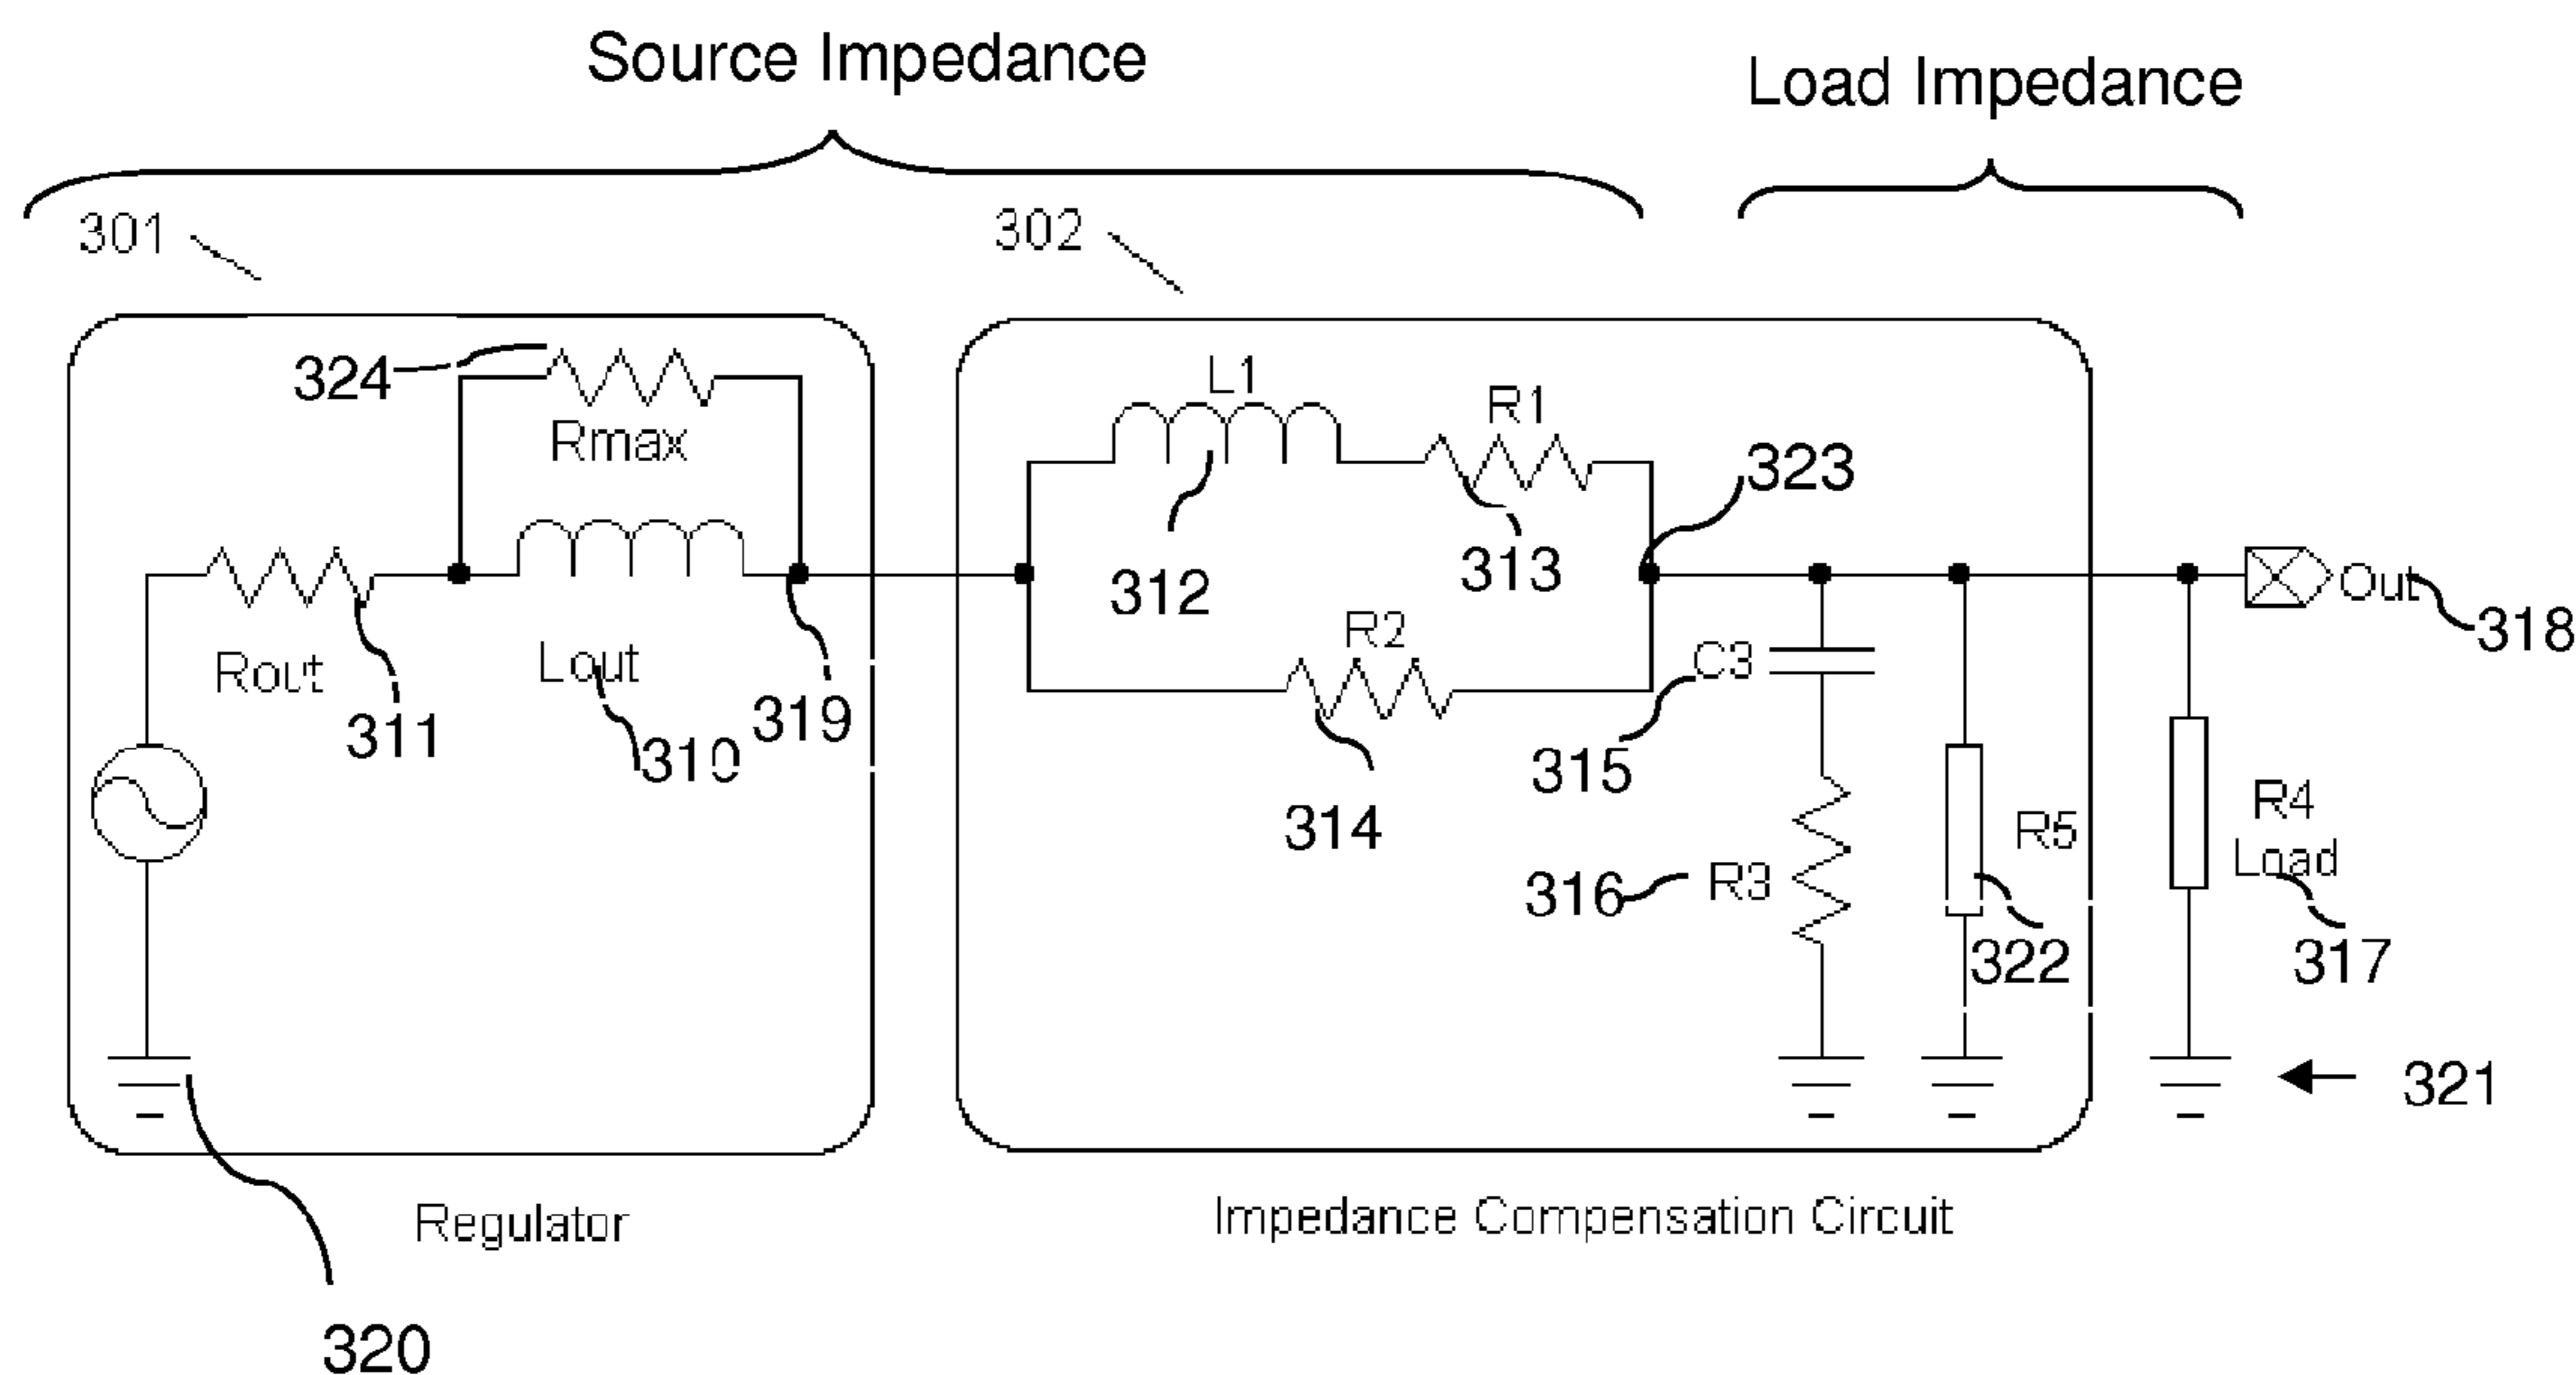 Source Impedance
Load Impedance
301
302
324
Rmax
L1
R1
323
312
313
Rout
Lout
R2
C3
Out
318
311
310
319
314
315
316
R3
R5
R4
Load
322
317
321
Regulator
Impedance Compensation Circuit
320